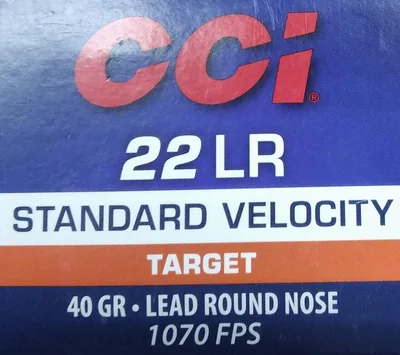 CCI®
22 LR
STANDARD VELOCITY
TARGET
40 GR • LEAD ROUND NOSE
1070 FPS